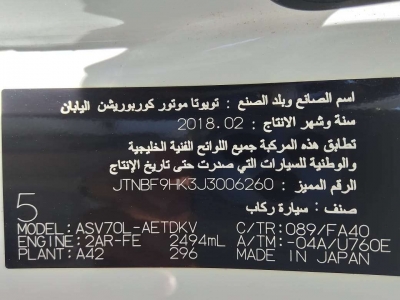 اسم الصانع وبلد الصنع : تويوتا موتور كوربوريشن اليابان
سنة وشهر الانتاج : 2018.02
تطابق هذه المركبة جميع اللوائح الفنية الخليجية
والوطنية للسيارات التي صدرت حتى تاريخ الإنتاج
الرقم المميز : JTNBF9HK3J3006260
صنف : سيارة ركاب
5
MODEL:ASV70L-AETDKV C/TR:089/FA40
ENGINE:2AR-FE 2494mL A/TM:-04A/U760E
PLANT:A42 296 MADE IN JAPAN